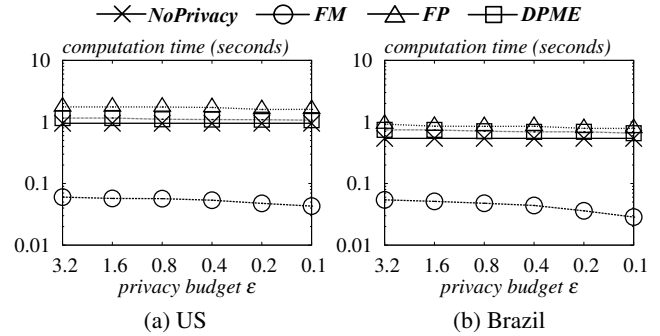 NoPrivacy FM FP DPME
computation time (seconds)
10
1
0.1
0.01
3.2 1.6 0.8 0.4 0.2 0.1
privacy budget ε
(a) US
computation time (seconds)
10
1
0.1
0.01
3.2 1.6 0.8 0.4 0.2 0.1
privacy budget ε
(b) Brazil